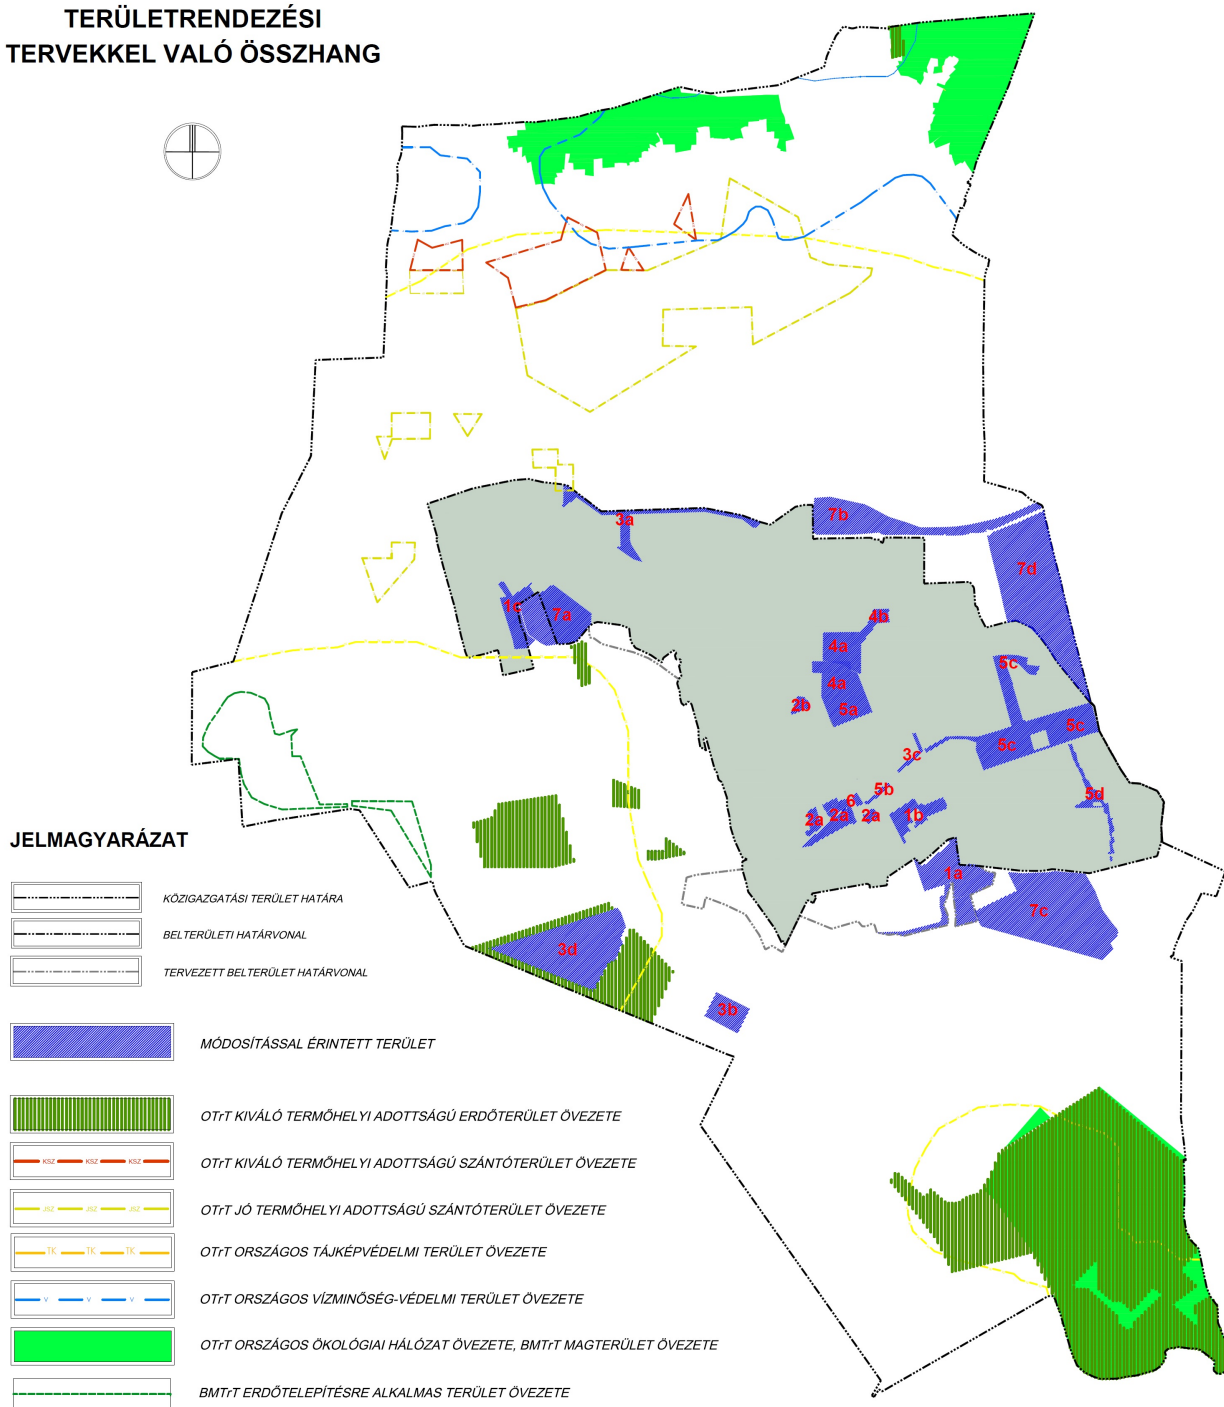 TERÜLETRENDEZÉSI
TERVEKKEL VALÓ ÖSSZHANG
7b
3a
7d
1c
7a
4b
4a
5c
4a
2b
5a
5c
5c
3c
5b
5d
6
2a
2a
2a
1b
1a
7c
3d
3b
JELMAGYARÁZAT
KÖZIGAZGATÁSI TERÜLET HATÁRA
BELTERÜLETI HATÁRVONAL
TERVEZETT BELTERÜLET HATÁRVONAL
MÓDOSÍTÁSSAL ÉRINTETT TERÜLET
OTrT KIVÁLÓ TERMŐHELYI ADOTTSÁGÚ ERDŐTERÜLET ÖVEZETE
KSZ KSZ KSZ OTrT KIVÁLÓ TERMŐHELYI ADOTTSÁGÚ SZÁNTÓTERÜLET ÖVEZETE
JSZ JSZ JSZ OTrT JÓ TERMŐHELYI ADOTTSÁGÚ SZÁNTÓTERÜLET ÖVEZETE
TK TK TK OTrT ORSZÁGOS TÁJKÉPVÉDELMI TERÜLET ÖVEZETE
V V V OTrT ORSZÁGOS VÍZMINŐSÉG-VÉDELMI TERÜLET ÖVEZETE
OTrT ORSZÁGOS ÖKOLÓGIAI HÁLÓZAT ÖVEZETE, BMTrT MAGTERÜLET ÖVEZETE
BMTrT ERDŐTELEPÍTÉSRE ALKALMAS TERÜLET ÖVEZETE